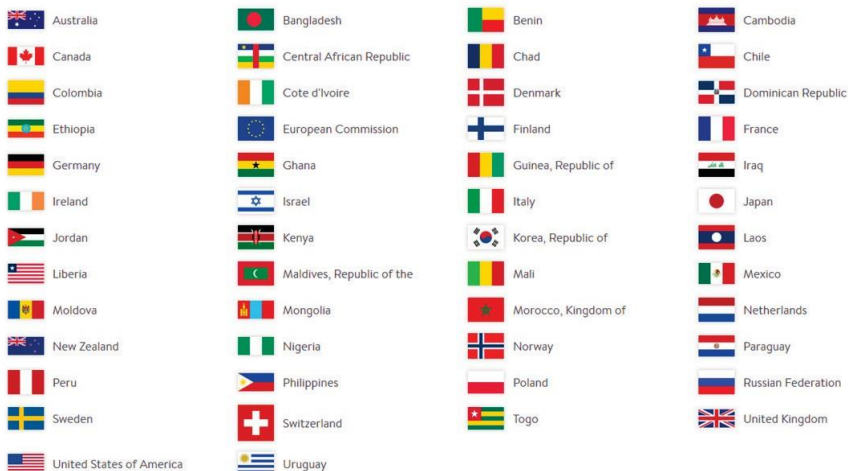 Australia
Bangladesh
Benin
Cambodia
Canada
Central African Republic
Chad
Chile
Colombia
Cote d'Ivoire
Denmark
Dominican Republic
Ethiopia
European Commission
Finland
France
Germany
Ghana
Guinea, Republic of
Iraq
Ireland
Israel
Italy
Japan
Jordan
Kenya
Korea, Republic of
Laos
Liberia
Maldives, Republic of the
Mali
Mexico
Moldova
Mongolia
Morocco, Kingdom of
Netherlands
New Zealand
Nigeria
Norway
Paraguay
Peru
Philippines
Poland
Russian Federation
Sweden
Switzerland
Togo
United Kingdom
United States of America
Uruguay